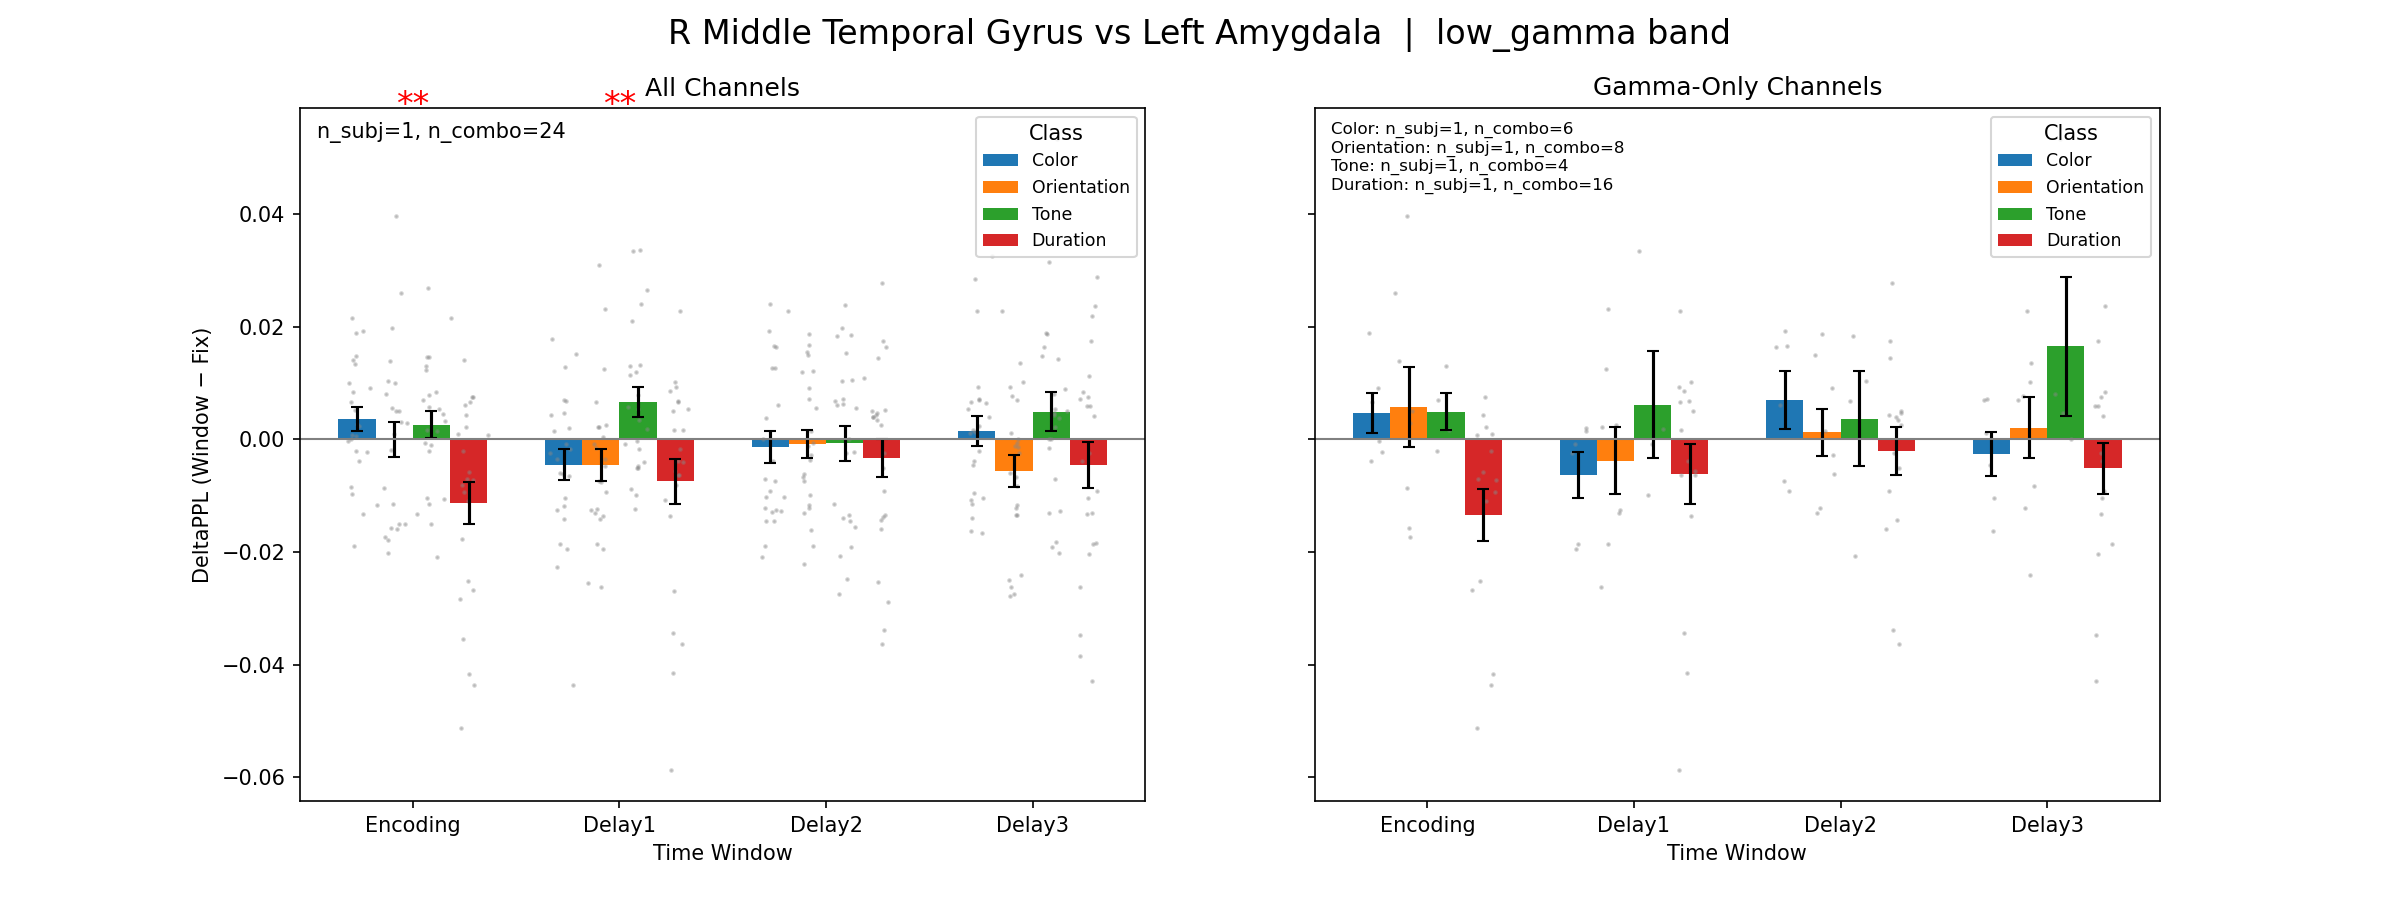 R Middle Temporal Gyrus vs Left Amygdala | low_gamma band
All Channels
** **
n_subj=1, n_combo=24
Class
Color
Orientation
Tone
Duration
DeltaPPL (Window − Fix)
0.04
0.02
0.00
−0.02
−0.04
−0.06
Encoding Delay1 Delay2 Delay3
Time Window
Gamma-Only Channels
Color: n_subj=1, n_combo=6
Orientation: n_subj=1, n_combo=8
Tone: n_subj=1, n_combo=4
Duration: n_subj=1, n_combo=16
Class
Color
Orientation
Tone
Duration
Encoding Delay1 Delay2 Delay3
Time Window